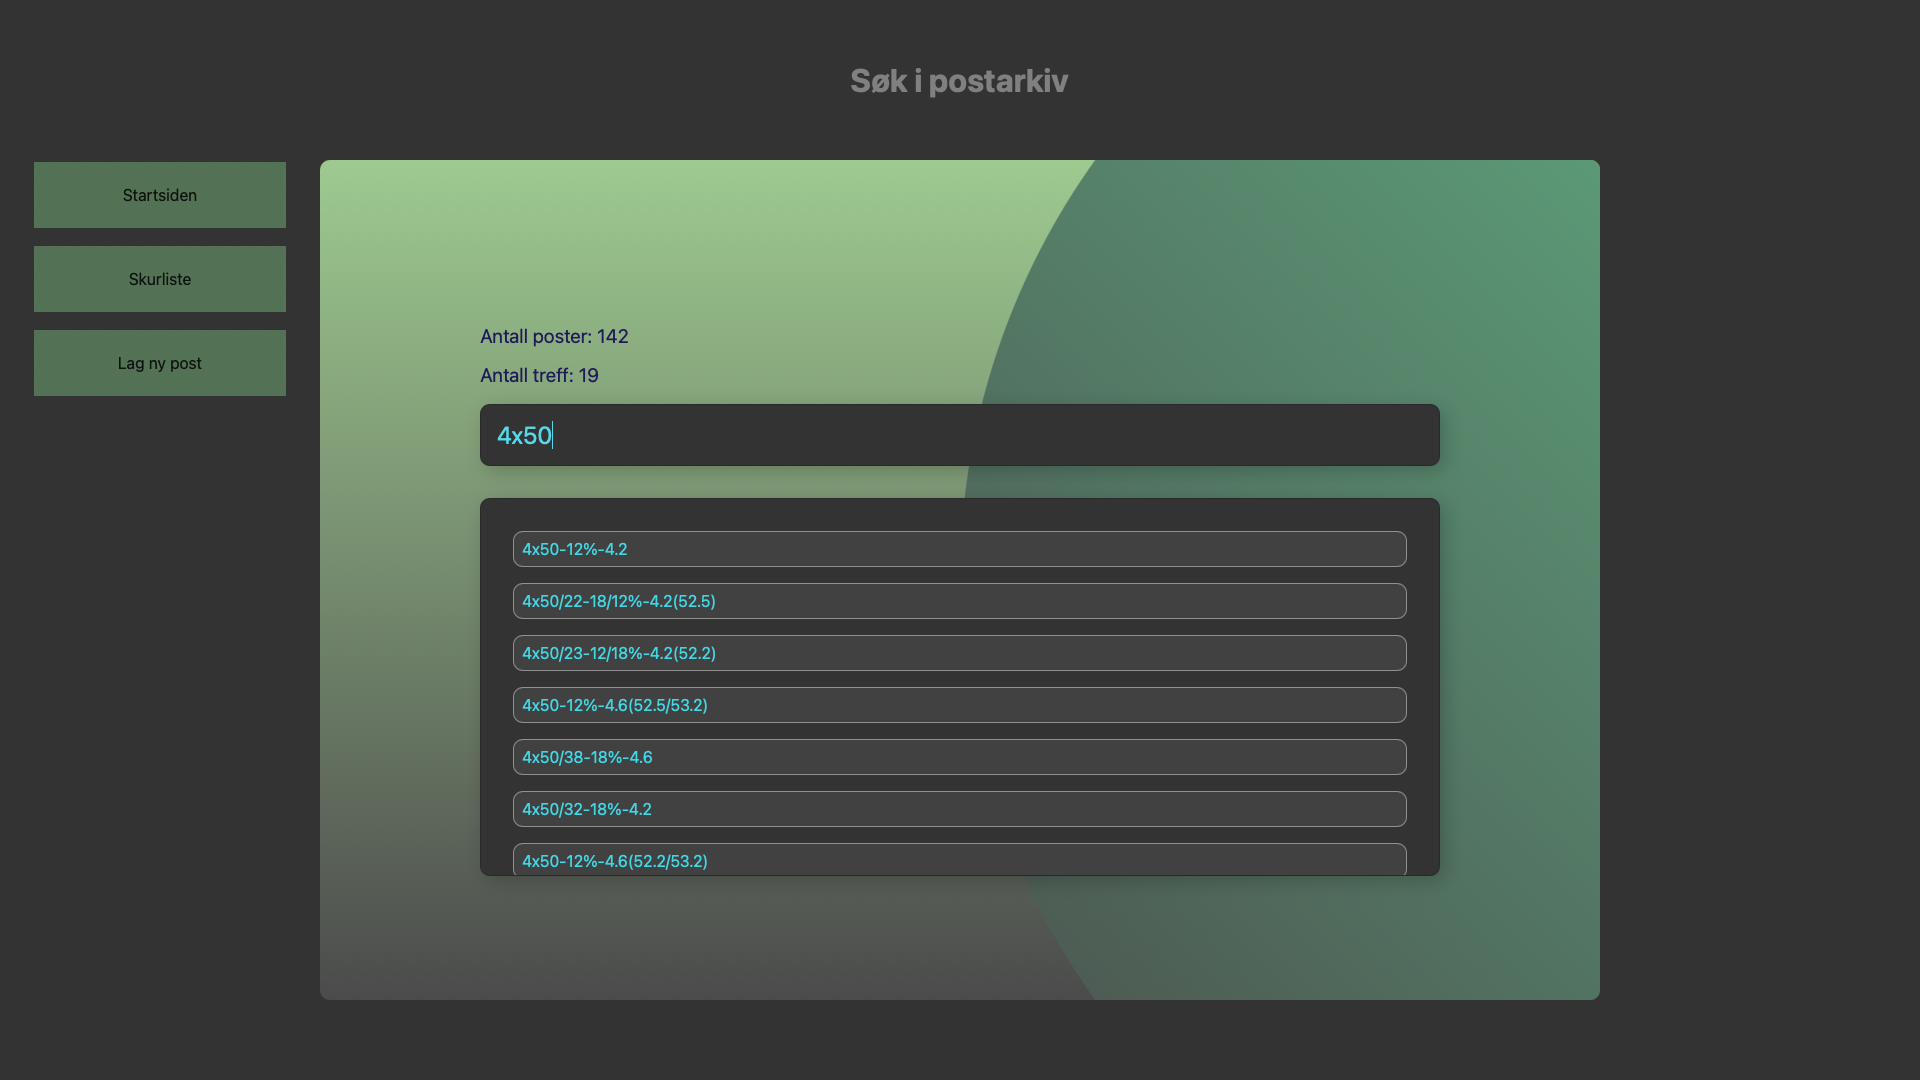 Søk i postarkiv
Startsiden
Skurliste
Lag ny post
Antall poster: 142
Antall treff: 19
4x50
4x50-12%-4.2
4x50/22-18/12%-4.2(52.5)
4x50/23-12/18%-4.2(52.2)
4x50-12%-4.6(52.5/53.2)
4x50/38-18%-4.6
4x50/32-18%-4.2
4x50-12%-4.6(52.2/53.2)